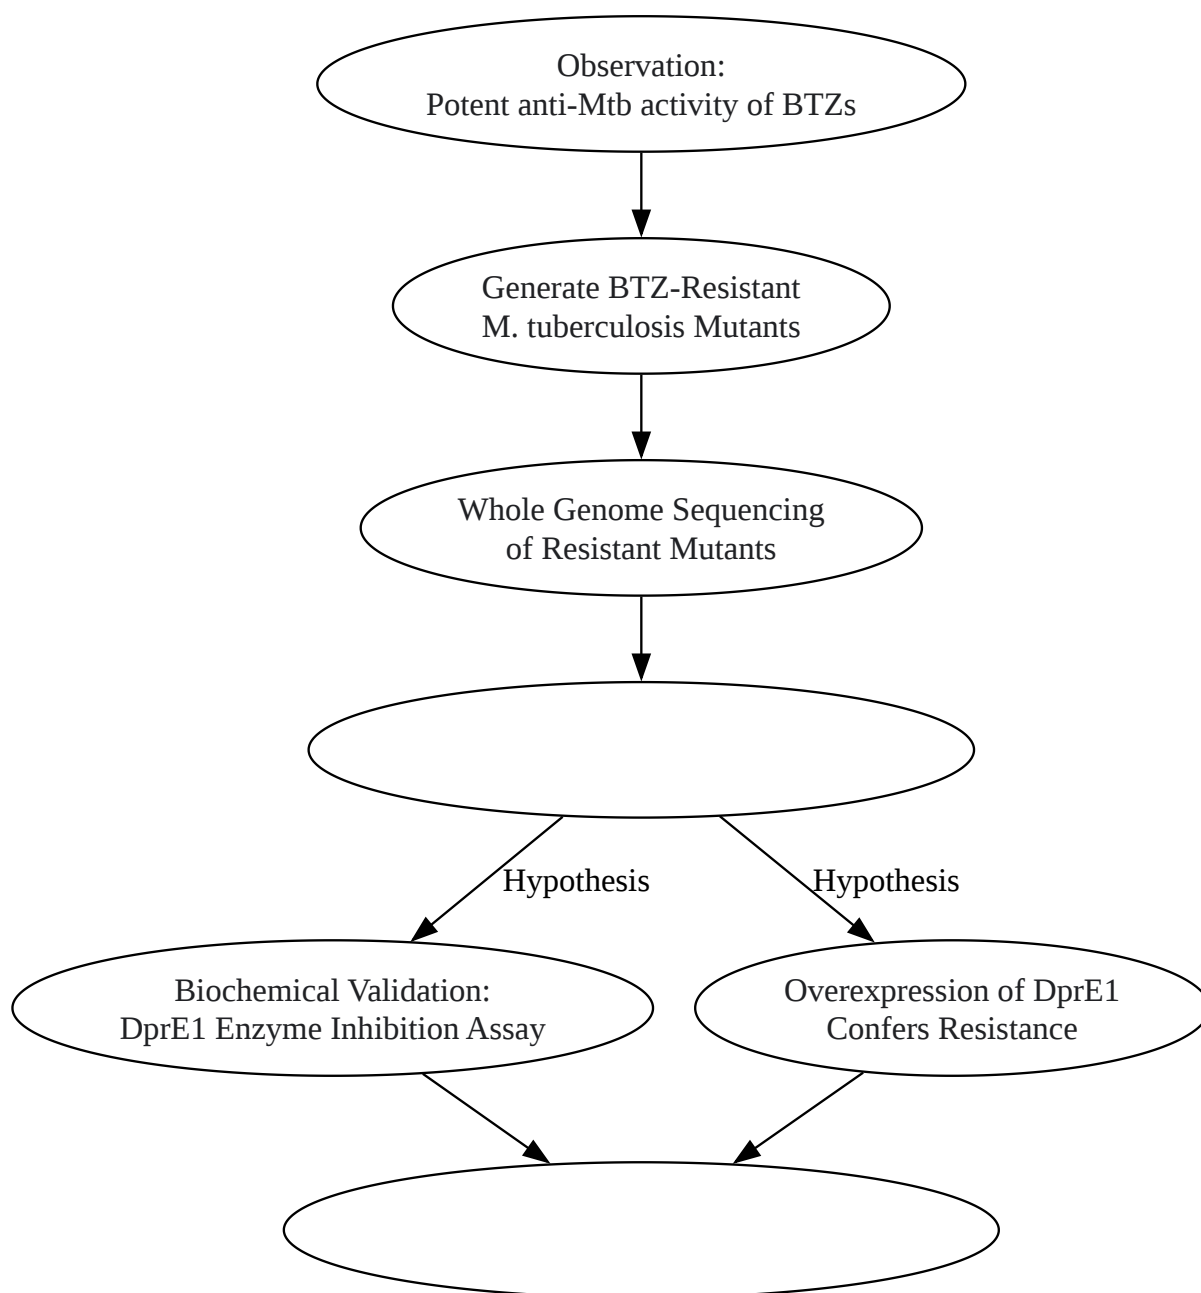 Observation:
Potent anti-Mtb activity of BTZs
Generate BTZ-Resistant
M. tuberculosis Mutants
Whole Genome Sequencing
of Resistant Mutants
Hypothesis
Hypothesis
Biochemical Validation:
DprE1 Enzyme Inhibition Assay
Overexpression of DprE1
Confers Resistance